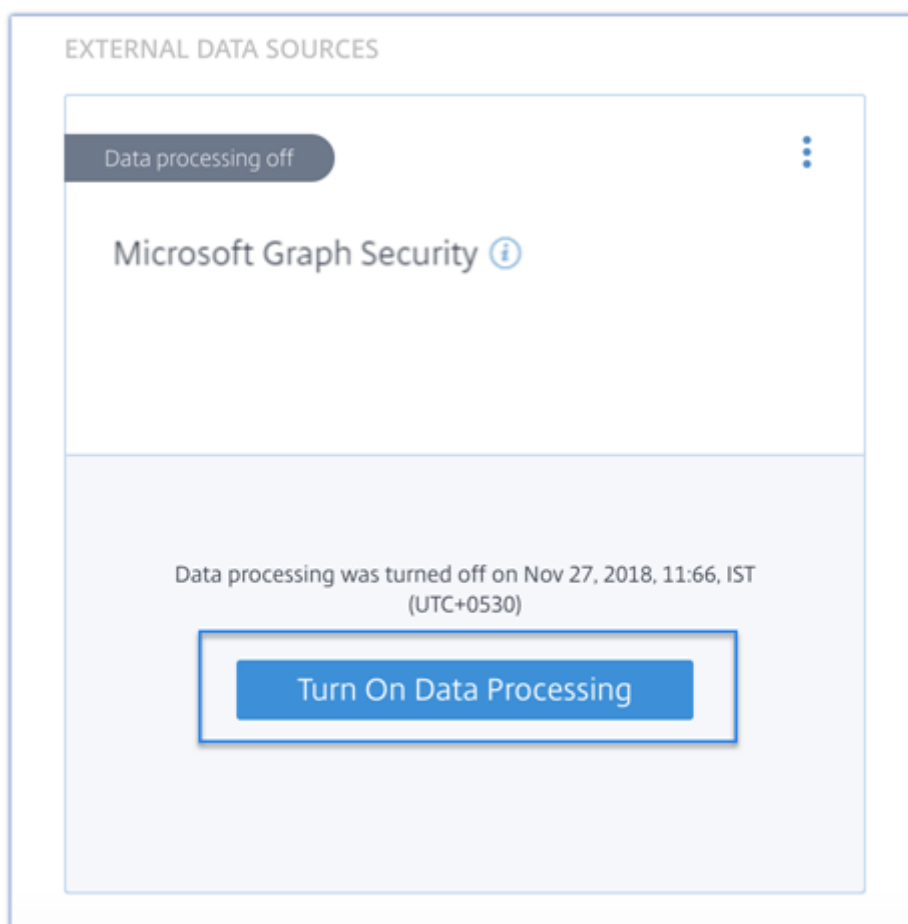 EXTERNAL DATA SOURCES
Data processing off
Microsoft Graph Security
Data processing was turned off on Nov 27, 2018, 11:66, IST
(UTC+0530)
Turn On Data Processing